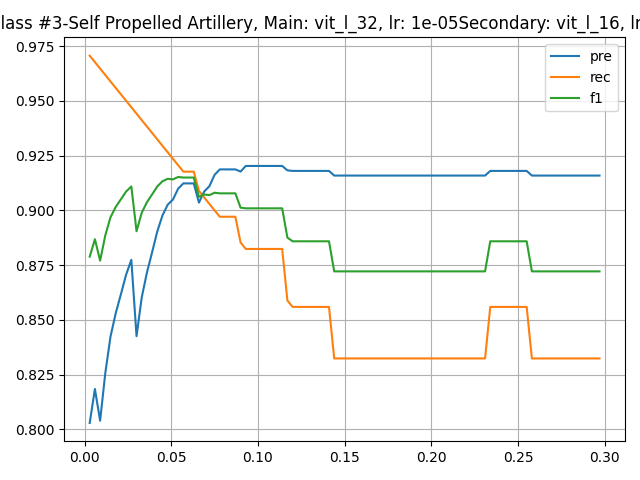 lass #3-Self Propelled Artillery, Main: vit_l_32, lr: 1e-05Secondary: vit_l_16, lr
0.975
0.950
0.925
0.900
0.875
0.850
0.825
0.800
pre
rec
f1
0.00 0.05 0.10 0.15 0.20 0.25 0.30